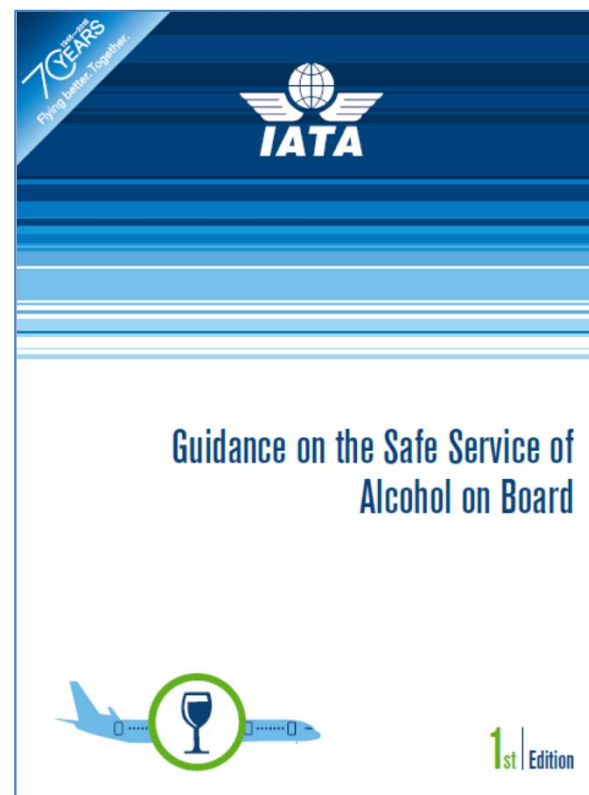 1945–2015
70 YEARS
Flying better. Together.
IATA
Guidance on the Safe Service of
Alcohol on Board
1st Edition